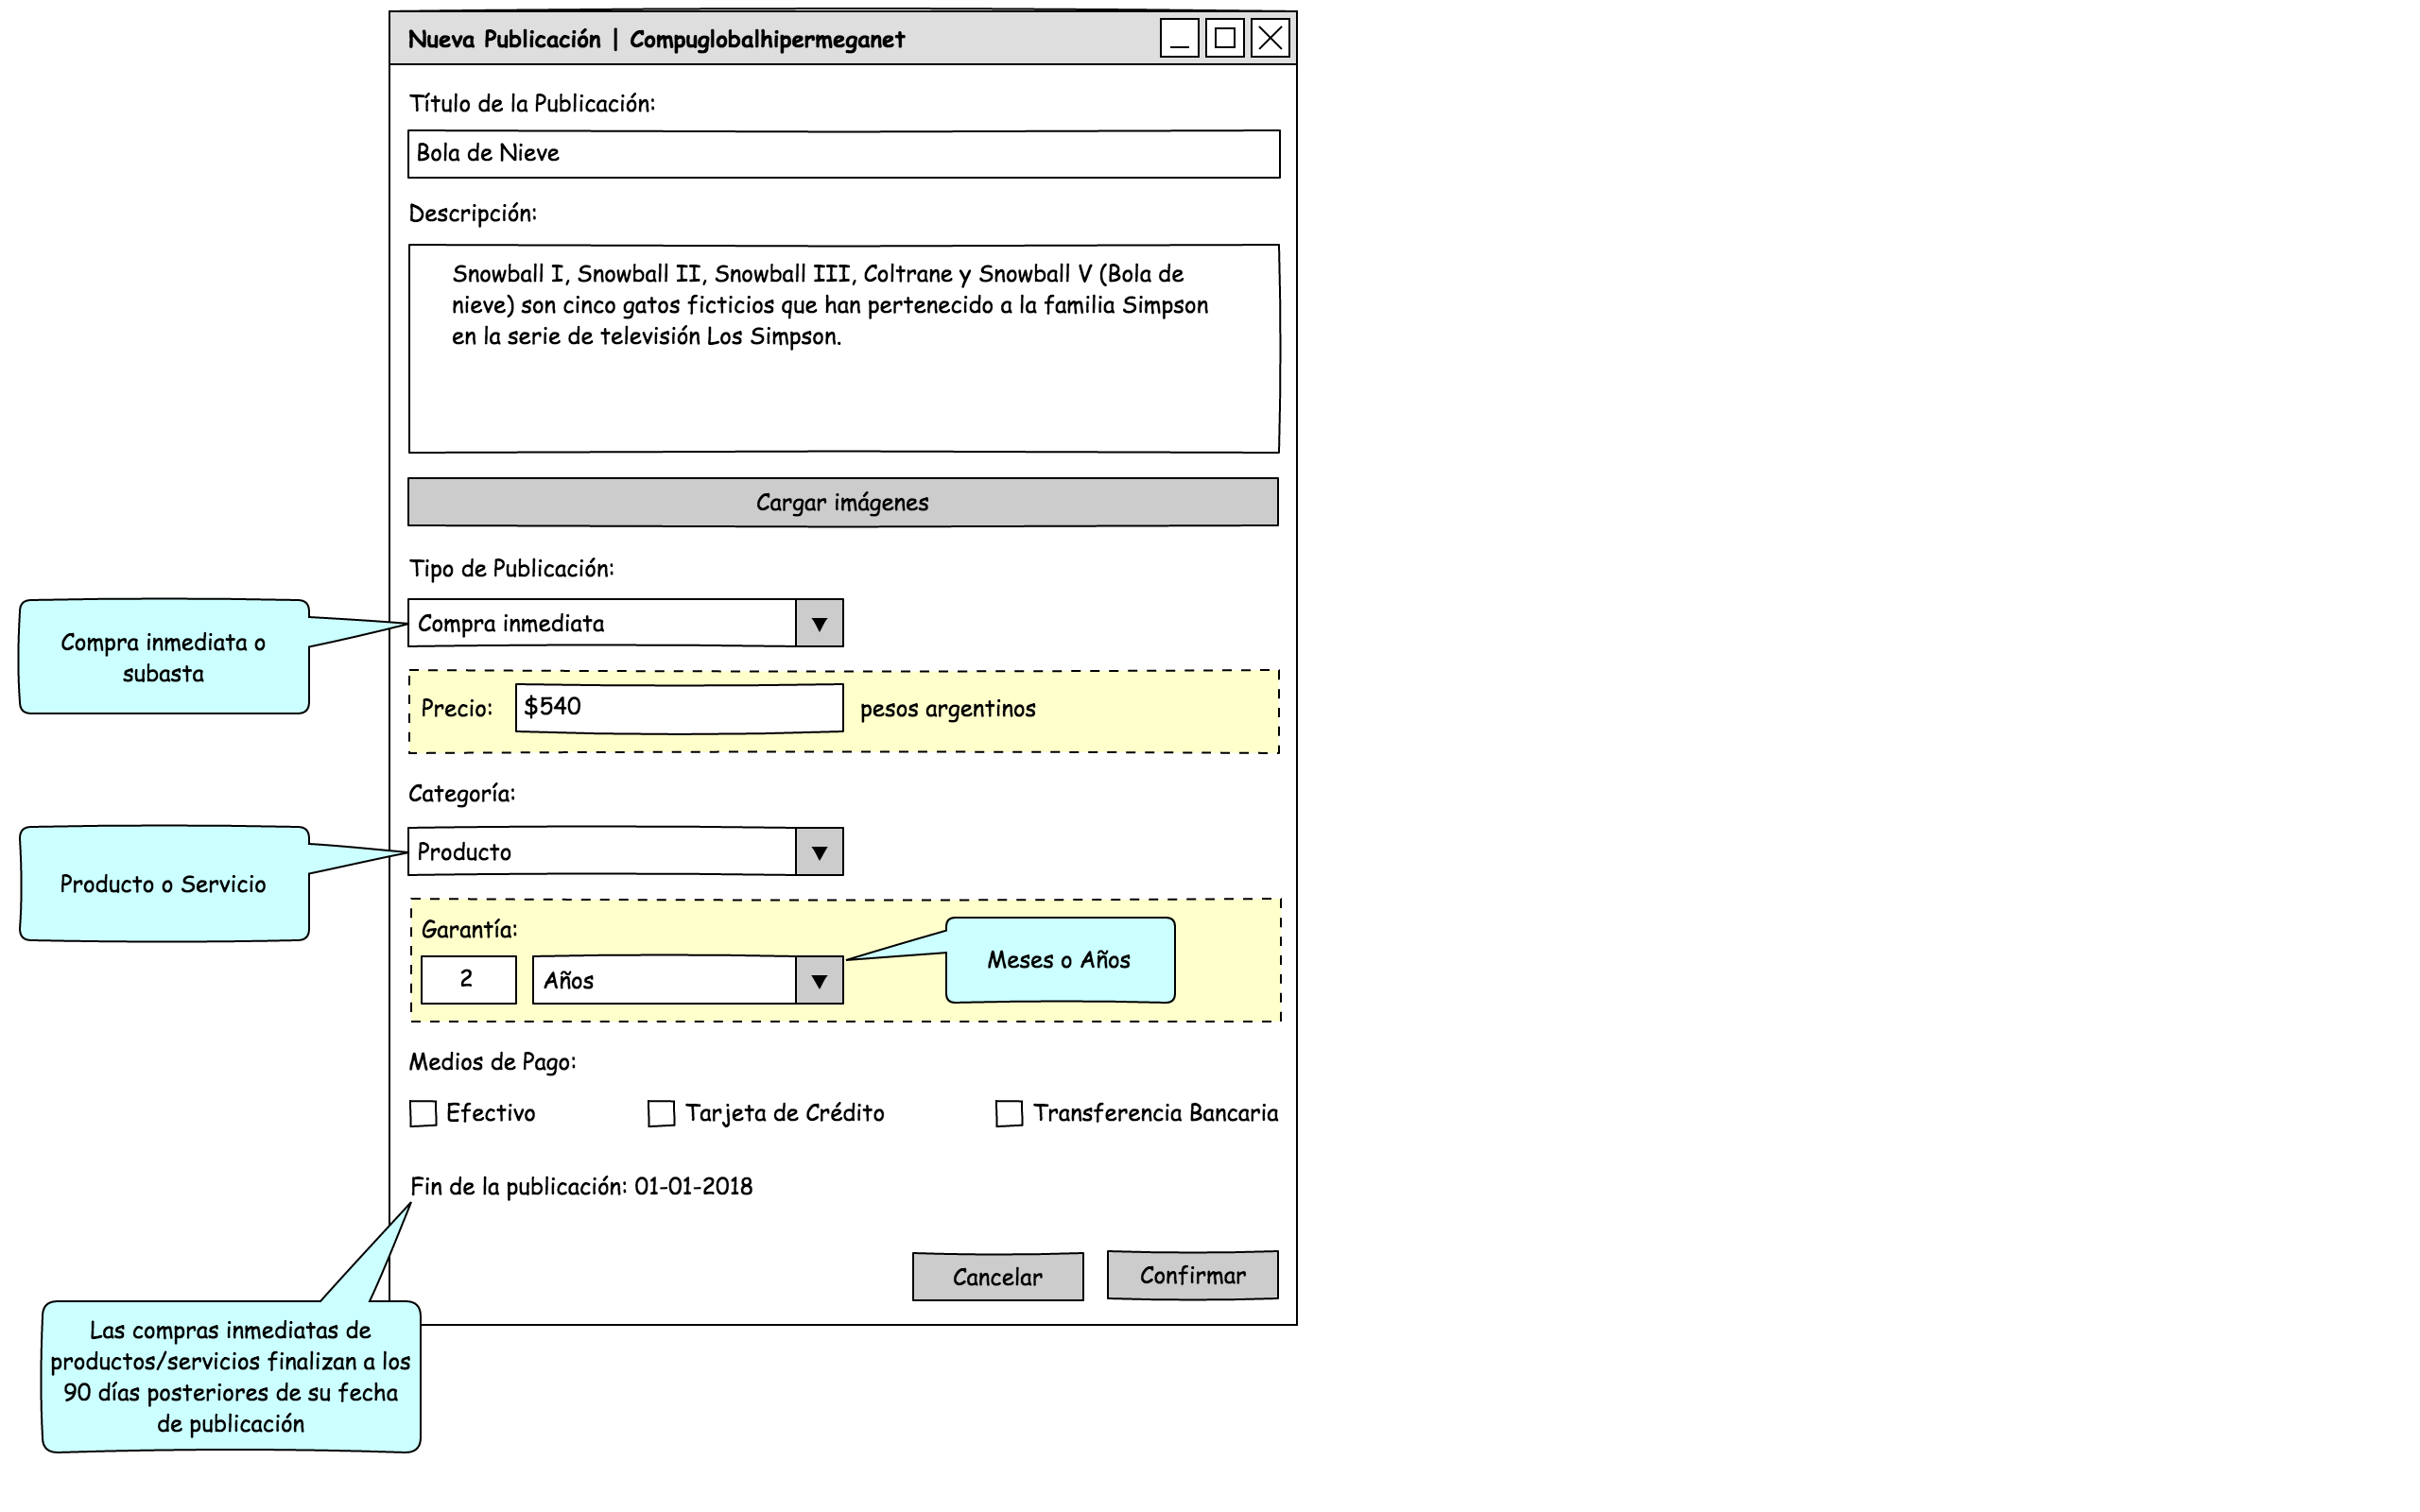 Nueva Publicación | Compuglobalhipermeganet
Título de la Publicación:
Bola de Nieve
Descripción:
Snowball I, Snowball II, Snowball III, Coltrane y Snowball V (Bola de
nieve) son cinco gatos ficticios que han pertenecido a la familia Simpson
en la serie de televisión Los Simpson.
Cargar imágenes
Tipo de Publicación:
Compra inmediata
Compra inmediata o
subasta
Precio: $540 pesos argentinos
Categoría:
Producto
Producto o Servicio
Garantía:
2 Años
Meses o Años
Medios de Pago:
Efectivo Tarjeta de Crédito Transferencia Bancaria
Fin de la publicación: 01-01-2018
Cancelar Confirmar
Las compras inmediatas de
productos/servicios finalizan a los
90 días posteriores de su fecha
de publicación